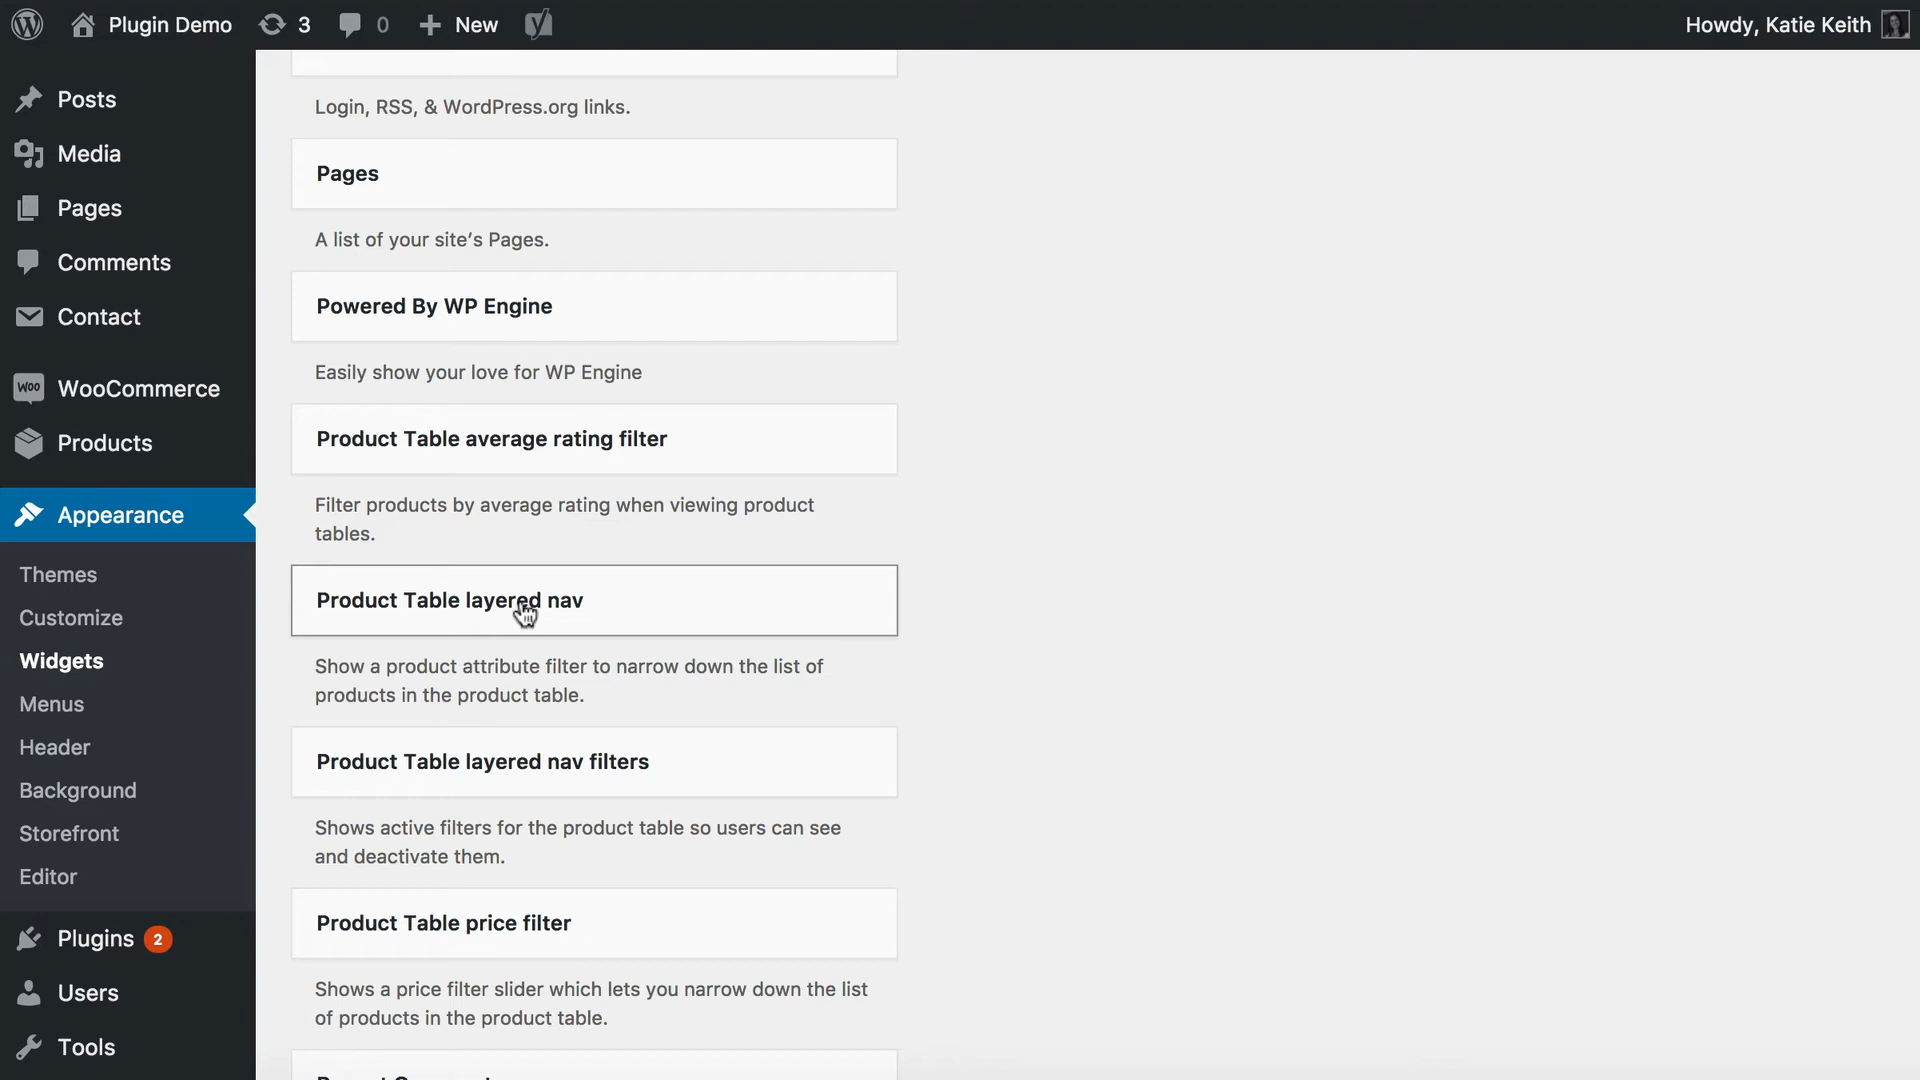 Plugin Demo 3 0 New Howdy, Katie Keith
Posts
Media
Pages
Comments
Contact
WOO WooCommerce
Products
Appearance
Themes
Customize
Widgets
Menus
Header
Background
Storefront
Editor
Plugins 2
Users
Tools
Login, RSS, & WordPress.org links.
Pages
A list of your site's Pages.
Powered By WP Engine
Easily show your love for WP Engine
Product Table average rating filter
Filter products by average rating when viewing product
tables.
Product Table layered nav
Show a product attribute filter to narrow down the list of
products in the product table.
Product Table layered nav filters
Shows active filters for the product table so users can see
and deactivate them.
Product Table price filter
Shows a price filter slider which lets you narrow down the list
of products in the product table.